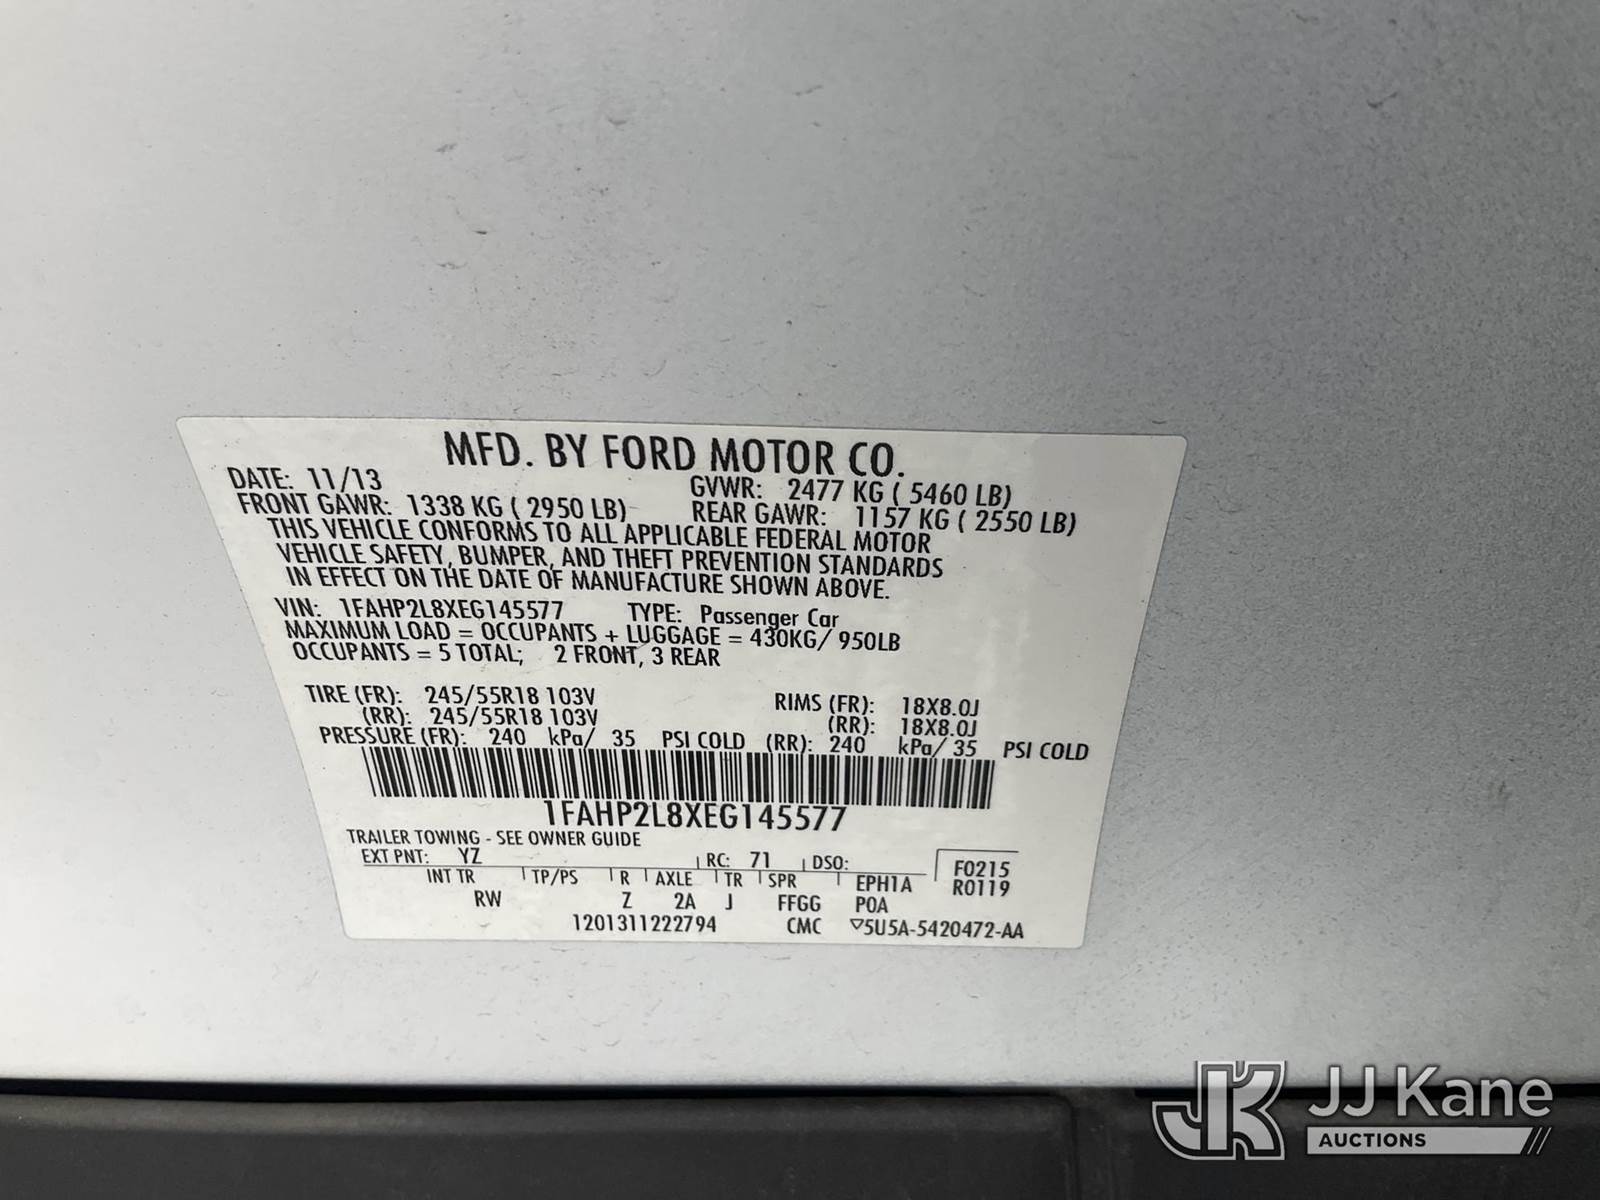 MFD. BY FORD MOTOR CO.
DATE: 11/13 GVWR: 2477 KG ( 5460 LB)
FRONT GAWR: 1338 KG ( 2950 LB) REAR GAWR: 1157 KG ( 2550 LB)
THIS VEHICLE CONFORMS TO ALL APPLICABLE FEDERAL MOTOR
VEHICLE SAFETY, BUMPER, AND THEFT PREVENTION STANDARDS
IN EFFECT ON THE DATE OF MANUFACTURE SHOWN ABOVE.
VIN: 1FAHP2L8XEG145577 TYPE: Passenger Car
MAXIMUM LOAD = OCCUPANTS + LUGGAGE = 430KG/ 950LB
OCCUPANTS = 5 TOTAL; 2 FRONT, 3 REAR
TIRE (FR): 245/55R18 103V RIMS (FR): 18X8.0J
(RR): 245/55R18 103V (RR): 18X8.0J
PRESSURE (FR): 240 kPa/ 35 PSI COLD (RR): 240 kPa/ 35 PSI COLD
1FAHP2L8XEG145577
TRAILER TOWING - SEE OWNER GUIDE
EXT PNT: YZ RC: 71 DSO: F0215
INT TR TP/PS R AXLE TR SPR EPH1A R0119
RW Z 2A J FFGG P0A
1201311222794 CMC ▽5U5A-5420472-AA
JK JJ Kane
AUCTIONS